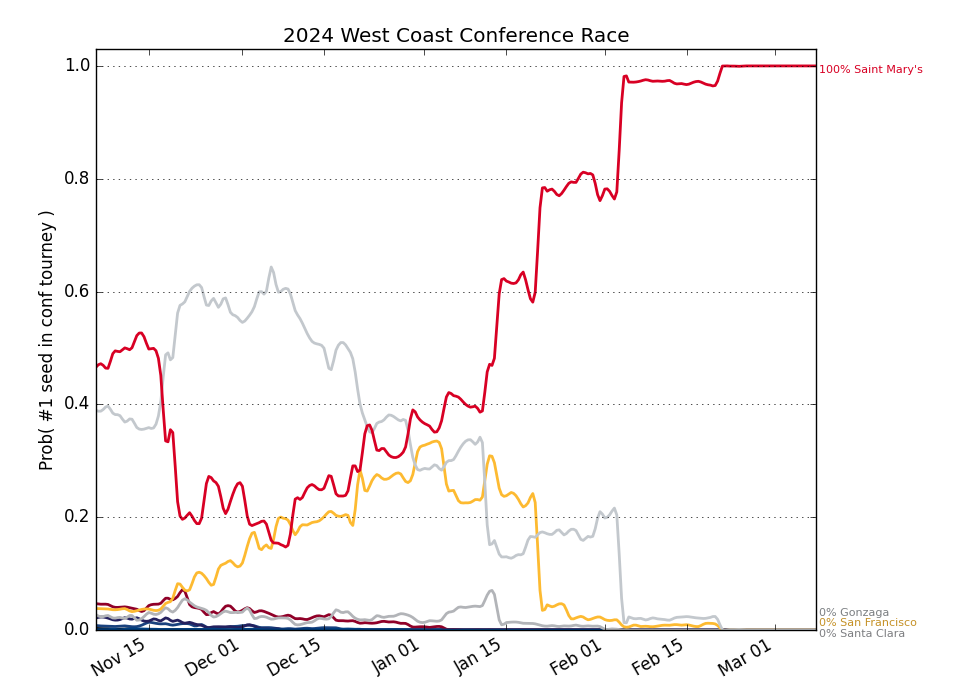 2024 West Coast Conference Race
Prob( #1 seed in conf tourney )
1.0
0.8
0.6
0.4
0.2
0.0
100% Saint Mary's
0% Gonzaga
0% San Francisco
0% Santa Clara
Nov 15
Dec 01
Dec 15
Jan 01
Jan 15
Feb 01
Feb 15
Mar 01